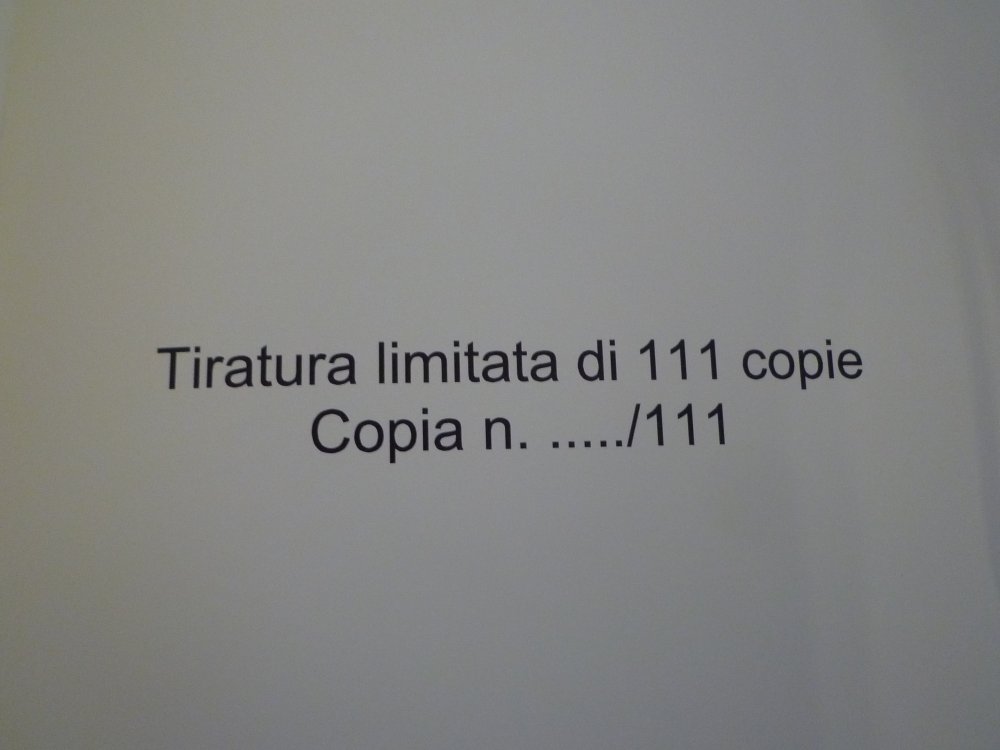 Tiratura limitata di 111 copie
Copia n. ...../111